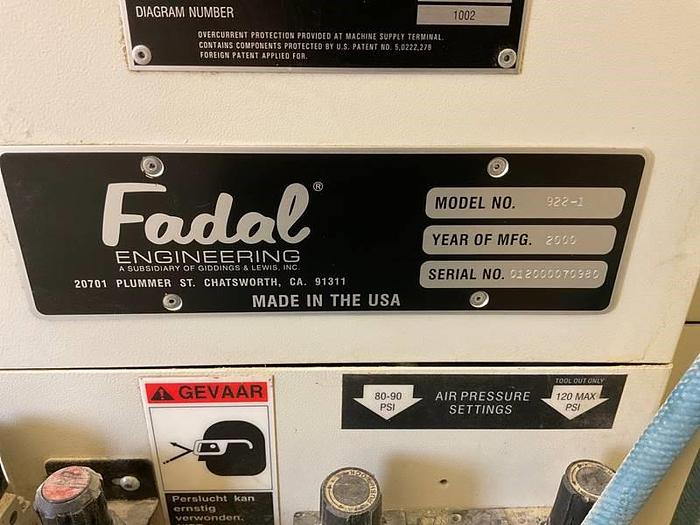 DIAGRAM NUMBER 1002
OVERCURRENT PROTECTION PROVIDED AT MACHINE SUPPLY TERMINAL.
CONTAINS COMPONENTS PROTECTED BY U.S. PATENT NO. 5,0222,278
FOREIGN PATENT APPLIED FOR.
Fadal®
ENGINEERING
A SUBSIDIARY OF GIDDINGS & LEWIS, INC.
20701 PLUMMER ST. CHATSWORTH, CA. 91311
MADE IN THE USA
MODEL NO. 922-1
YEAR OF MFG. 2000
SERIAL NO. 012000070980
GEVAAR
Perslucht kan
ernstig
verwonden.
80-90
PSI
AIR PRESSURE
SETTINGS
TOOL OUT ONLY
120 MAX
PSI